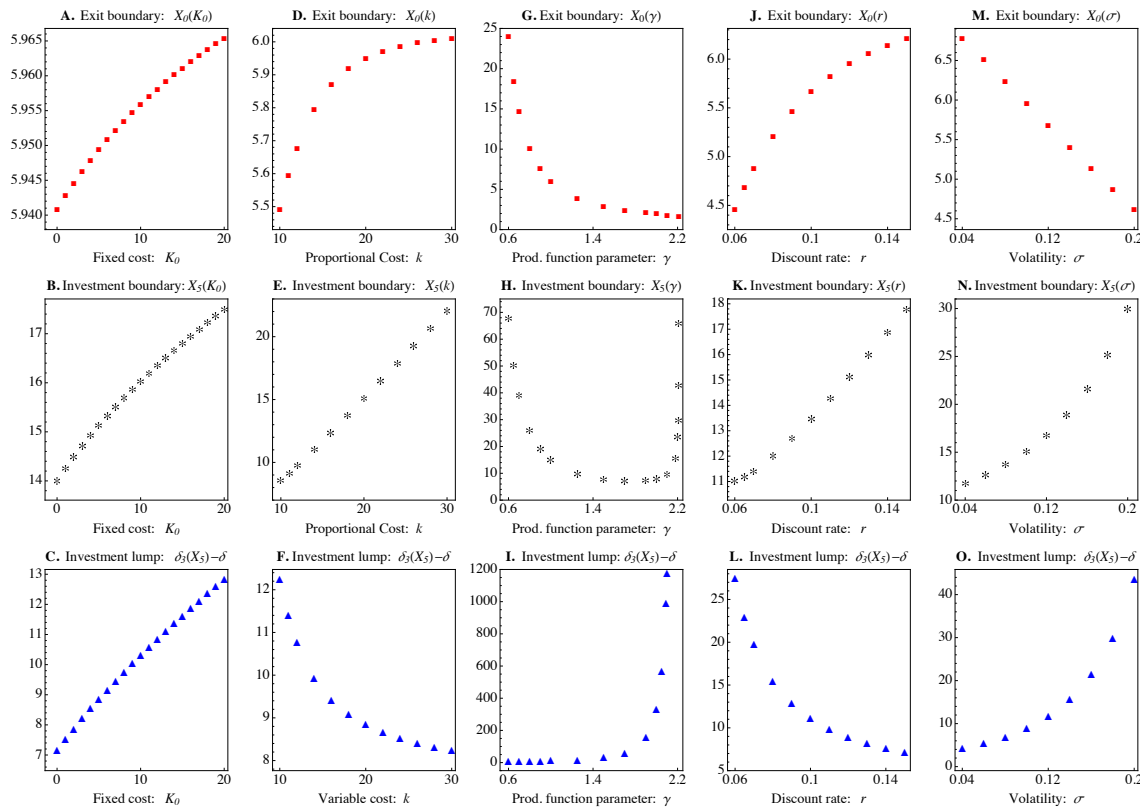 A. Exit boundary: X0(K0)
5.965
5.960
5.955
5.950
5.945
5.940
0 10 20
Fixed cost: K0
D. Exit boundary: X0(k)
6.0
5.9
5.8
5.7
5.6
5.5
10 20 30
Proportional Cost: k
G. Exit boundary: X0(γ)
25
20
15
10
5
0
0.6 1.4 2.2
Prod. function parameter: γ
J. Exit boundary: X0(r)
6.0
5.5
5.0
4.5
0.06 0.1 0.14
Discount rate: r
M. Exit boundary: X0(σ)
6.5
6.0
5.5
5.0
4.5
0.04 0.12 0.2
Volatility: σ
B. Investment boundary: X5(K0)
17
16
15
14
0 10 20
Fixed cost: K0
E. Investment boundary: X5(k)
20
15
10
10 20 30
Proportional Cost: k
H. Investment boundary: X5(γ)
70
60
50
40
30
20
10
0
0.6 1.4 2.2
Prod. function parameter: γ
K. Investment boundary: X5(r)
18
17
16
15
14
13
12
11
0.06 0.1 0.14
Discount rate: r
N. Investment boundary: X5(σ)
30
25
20
15
10
0.04 0.12 0.2
Volatility: σ
C. Investment lump: δ3(X5)−δ
13
12
11
10
9
8
7
0 10 20
Fixed cost: K0
F. Investment lump: δ3(X5)−δ
12
11
10
9
8
10 20 30
Variable cost: k
I. Investment lump: δ3(X5)−δ
1200
1000
800
600
400
200
0
0.6 1.4 2.2
Prod. function parameter: γ
L. Investment lump: δ3(X5)−δ
25
20
15
10
5
0.06 0.1 0.14
Discount rate: r
O. Investment lump: δ3(X5)−δ
40
30
20
10
0
0.04 0.12 0.2
Volatility: σ